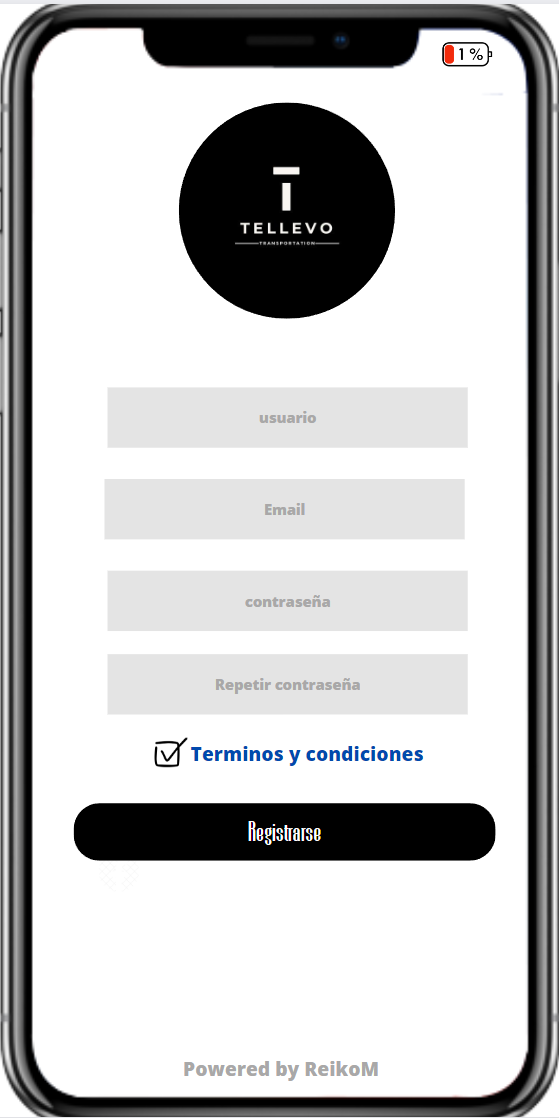 1 %
TELLEVO
TRANSPORTATION
usuario
Email
contraseña
Repetir contraseña
Terminos y condiciones
Registrarse
Powered by ReikoM